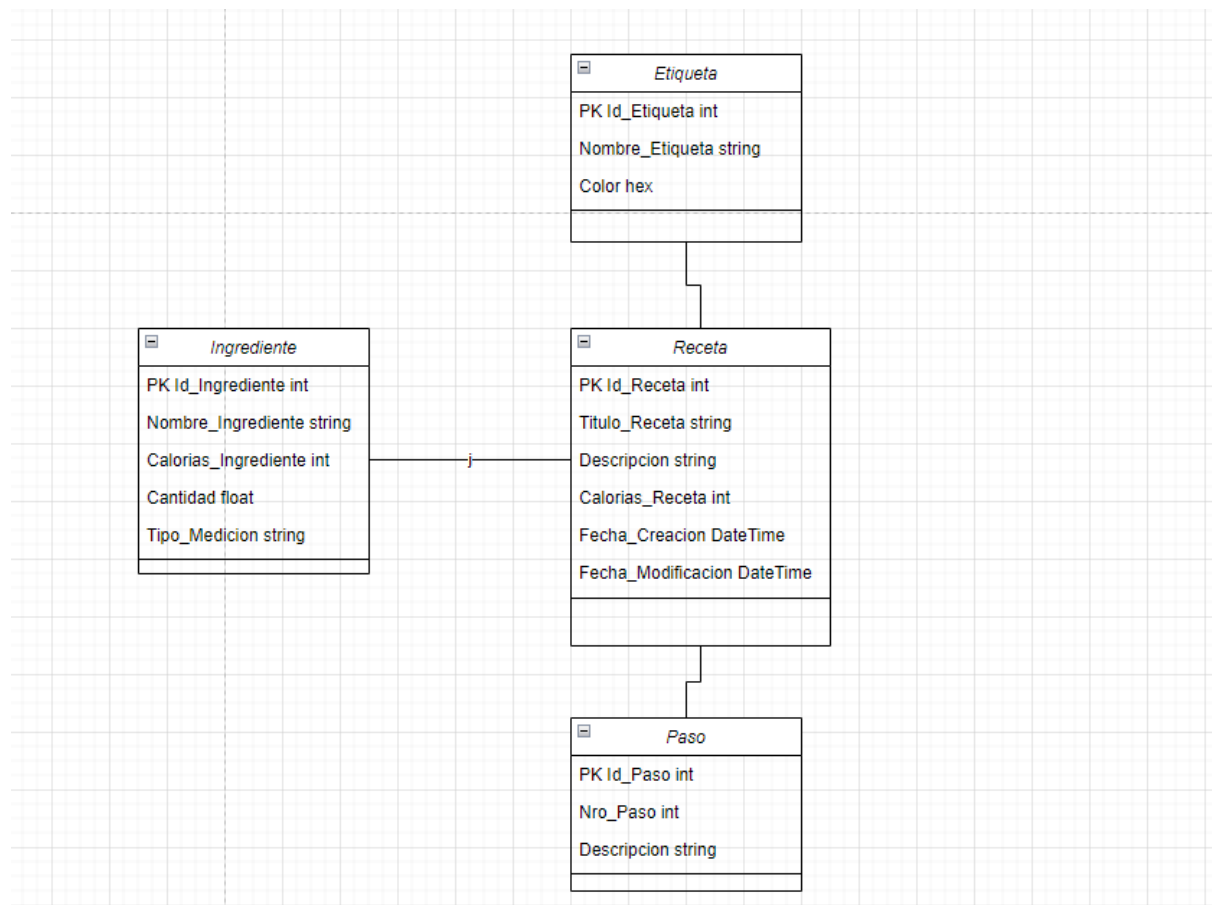 Etiqueta
PK Id_Etiqueta int
Nombre_Etiqueta string
Color hex
Ingrediente
PK Id_Ingrediente int
Nombre_Ingrediente string
Calorias_Ingrediente int
Cantidad float
Tipo_Medicion string
j
Receta
PK Id_Receta int
Titulo_Receta string
Descripcion string
Calorias_Receta int
Fecha_Creacion DateTime
Fecha_Modificacion DateTime
Paso
PK Id_Paso int
Nro_Paso int
Descripcion string